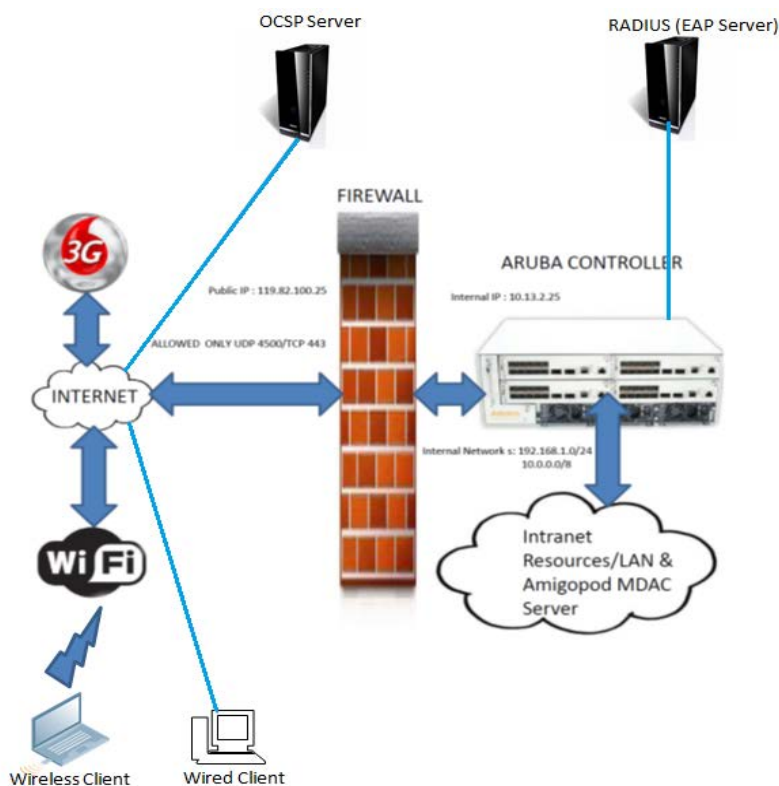 OCSP Server
RADIUS (EAP Server)
FIREWALL
3G
ARUBA CONTROLLER
Public IP : 119.82.100.25
Internal IP : 10.13.2.25
ALLOWED ONLY UDP 4500/TCP 443
INTERNET
Internal Network s: 192.168.1.0/24
10.0.0.0/8
Wi Fi
Intranet
Resources/LAN &
Amigopod MDAC
Server
Wireless Client
Wired Client